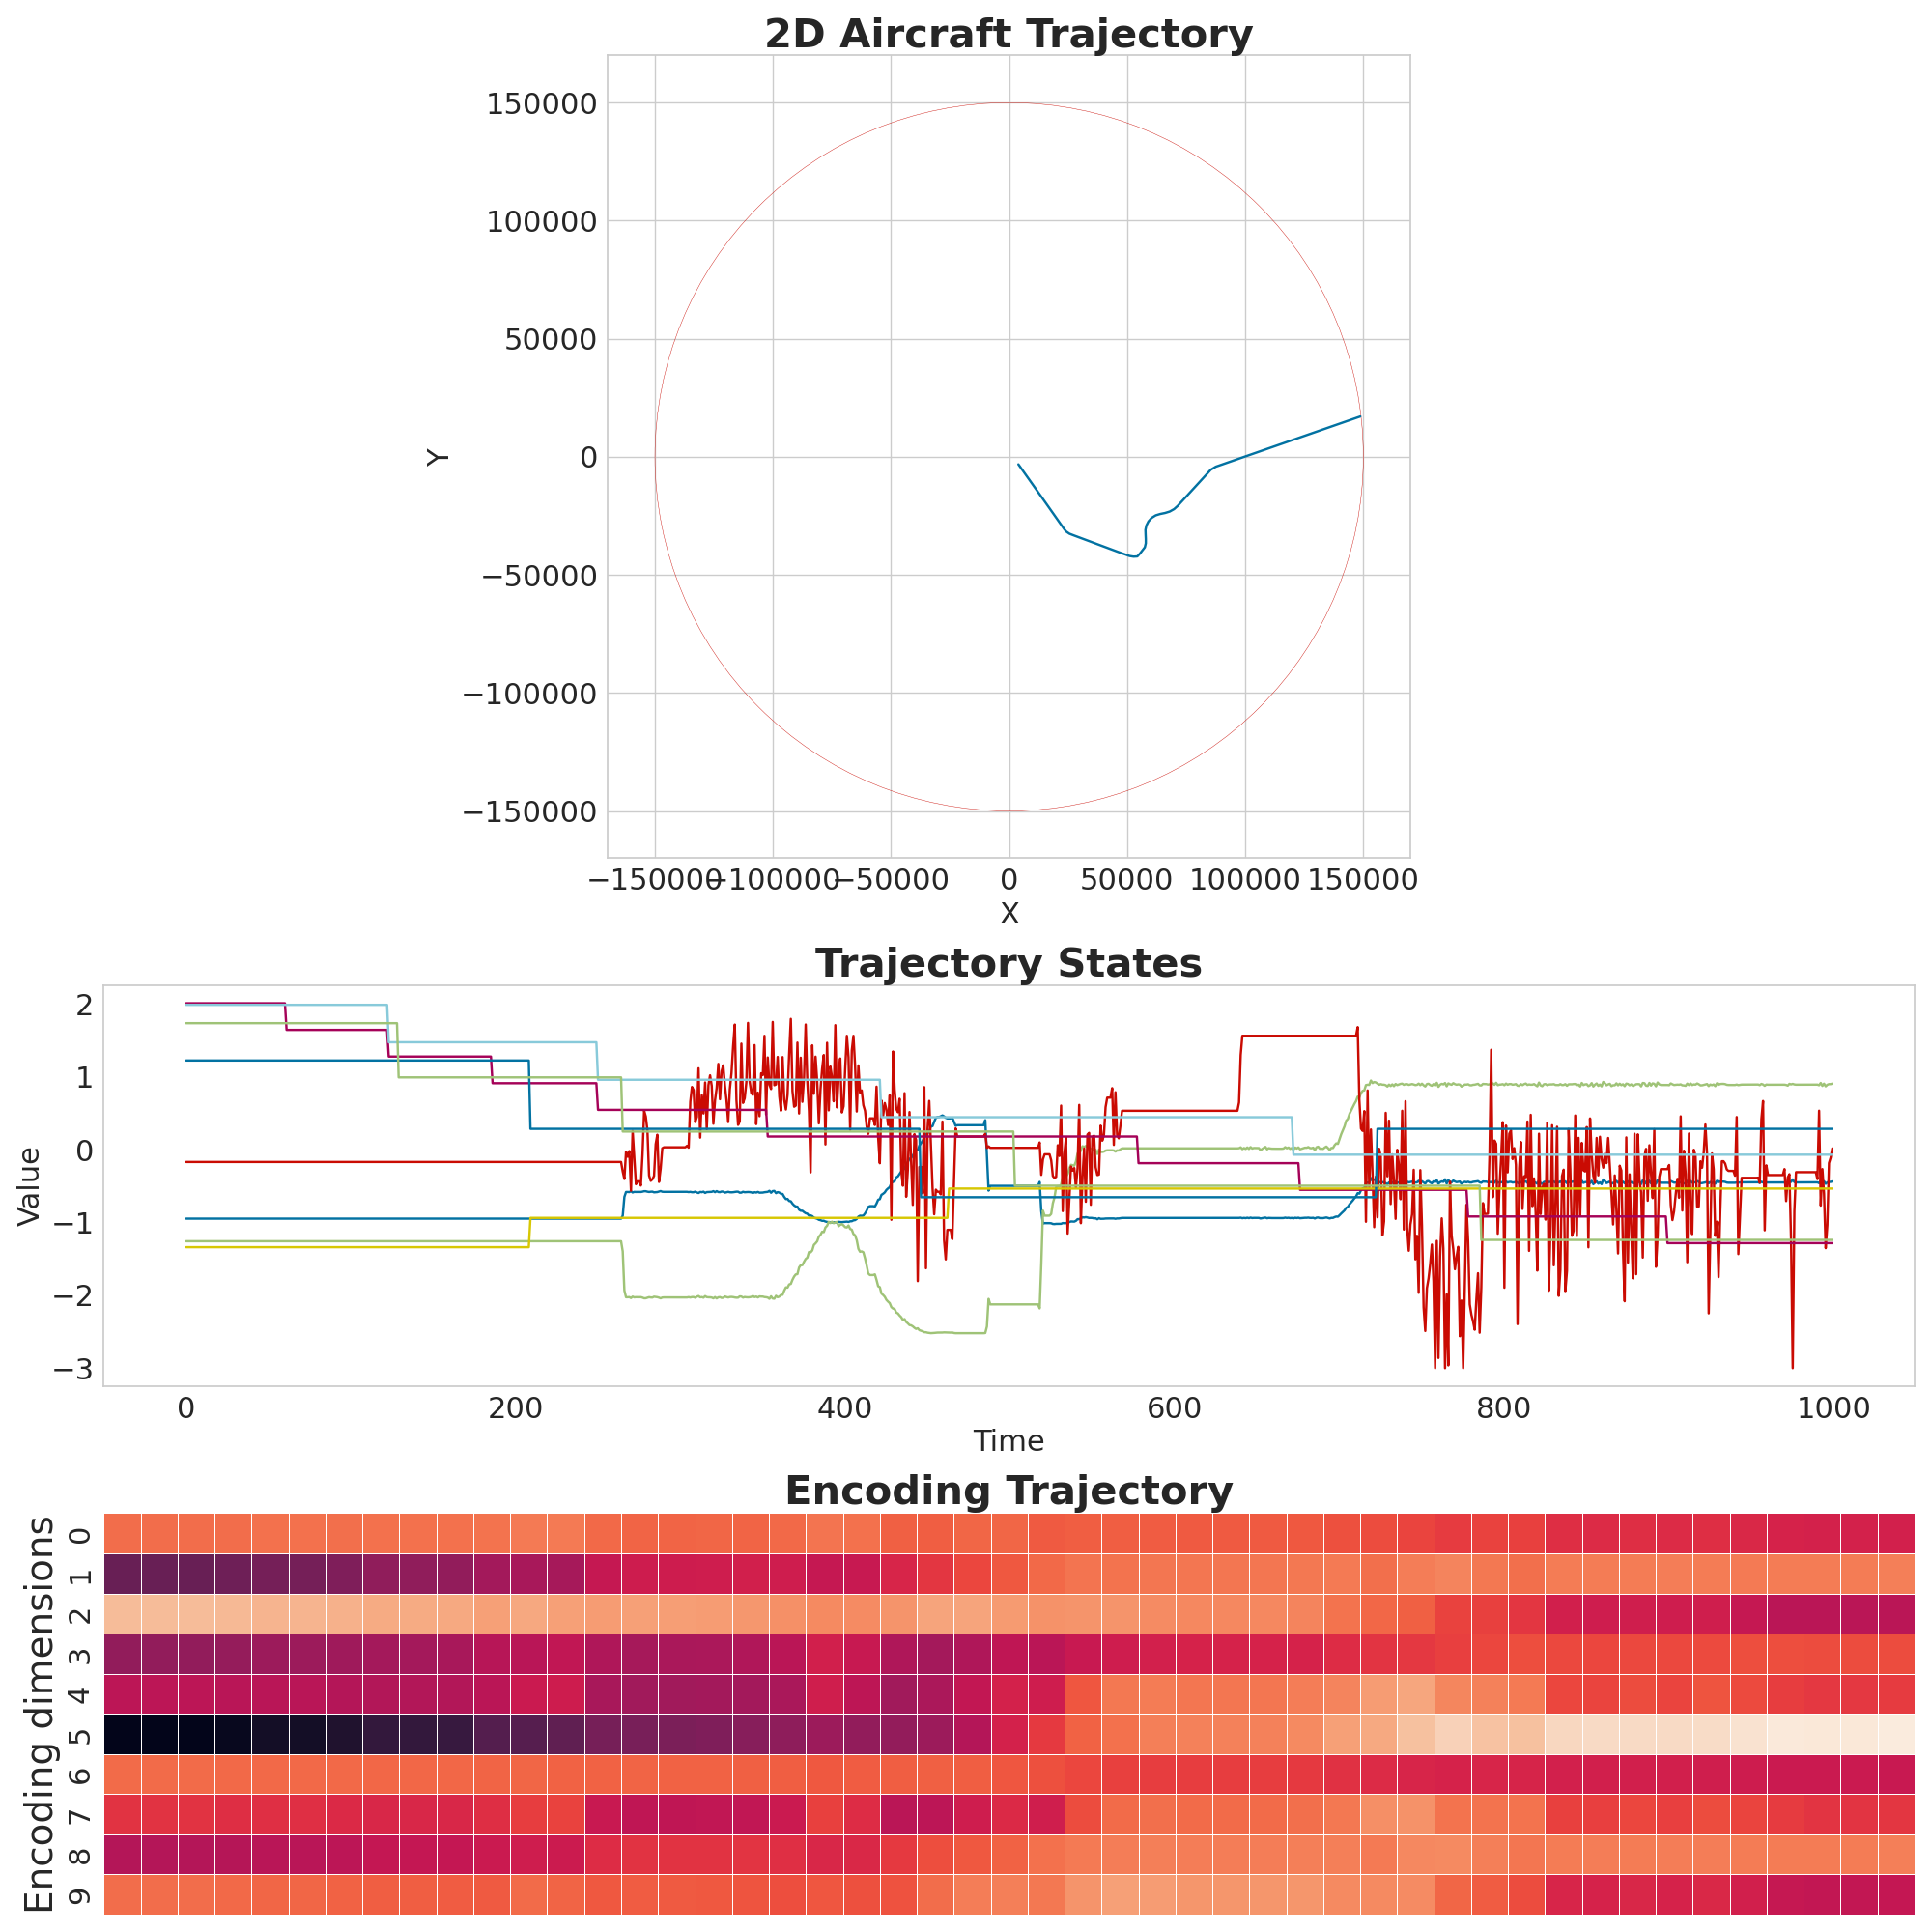 2D Aircraft Trajectory
150000
100000
50000
0
−50000
−100000
−150000
Y
−150000 −100000 −50000 0 50000 100000 150000
X
Trajectory States
2
1
0
−1
−2
−3
Value
0 200 400 600 800 1000
Time
Encoding Trajectory
Encoding dimensions
0
1
2
3
4
5
6
7
8
9